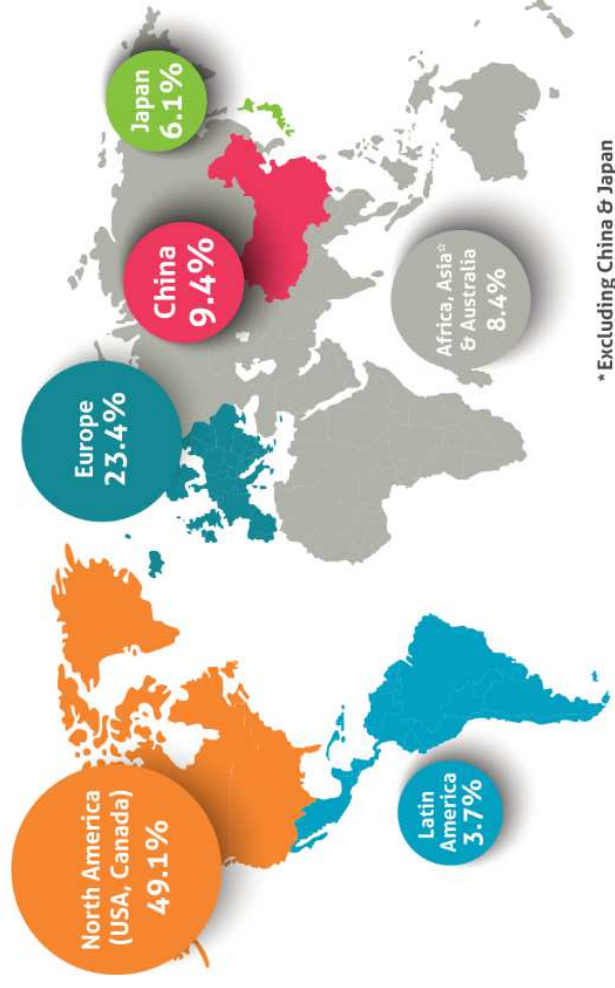 North America
(USA, Canada)
49.1%
Europe
23.4%
China
9.4%
Japan
6.1%
Latin
America
3.7%
Africa, Asia*
& Australia
8.4%
* Excluding China & Japan